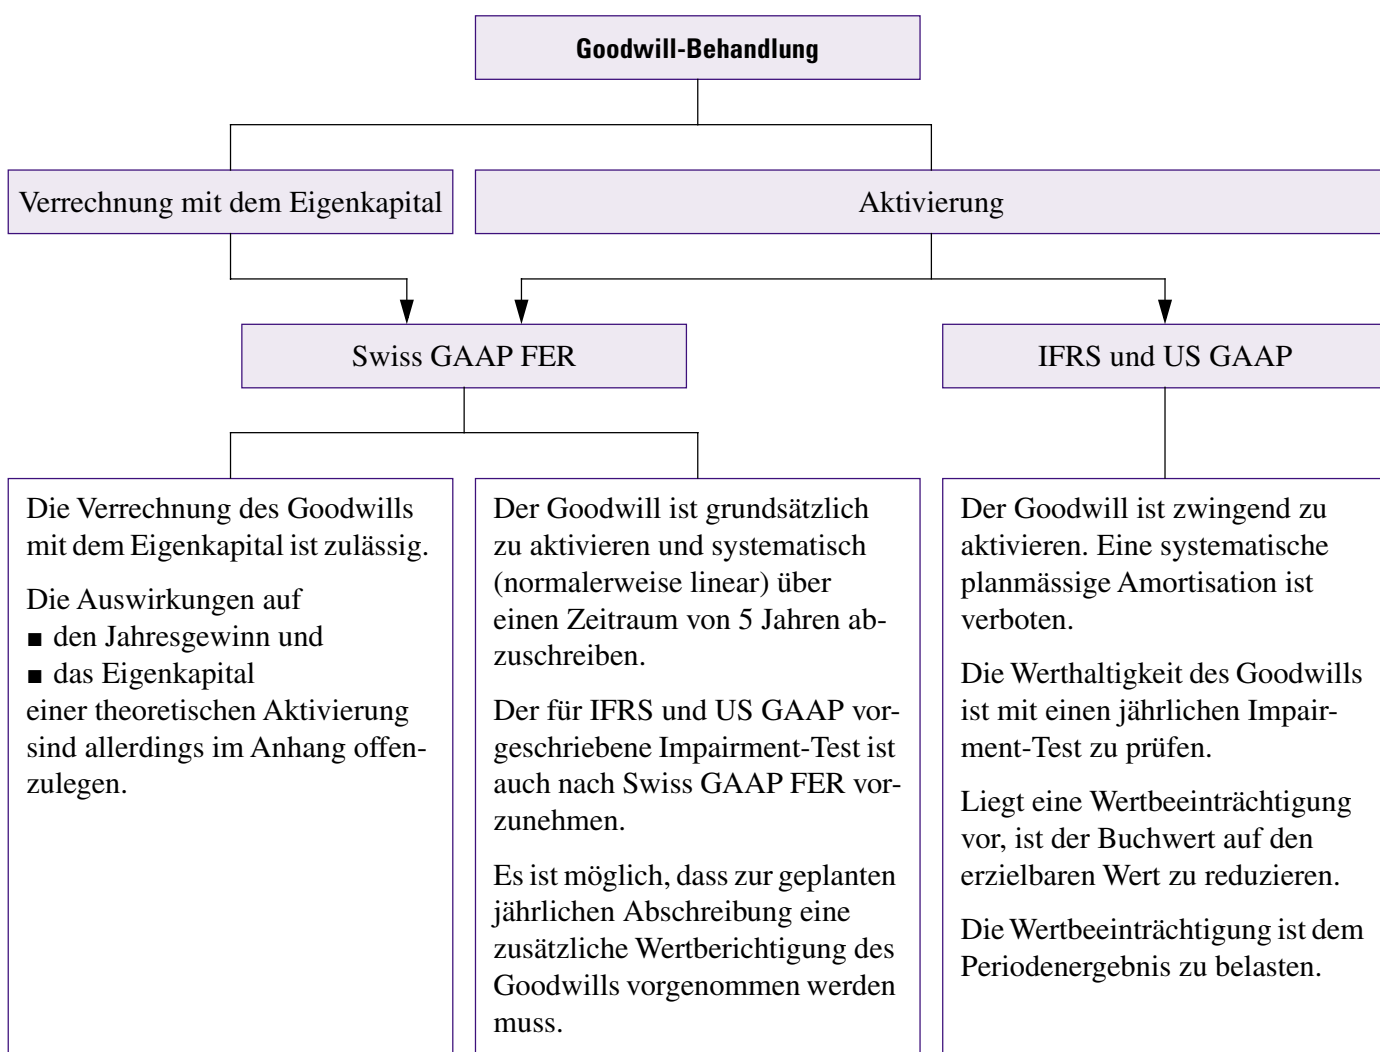 Goodwill-Behandlung
Verrechnung mit dem Eigenkapital
Aktivierung
Swiss GAAP FER
IFRS und US GAAP
Die Verrechnung des Goodwills
mit dem Eigenkapital ist zulässig.
Die Auswirkungen auf
■ den Jahresgewinn und
■ das Eigenkapital
einer theoretischen Aktivierung
sind allerdings im Anhang offen-
zulegen.
Der Goodwill ist grundsätzlich
zu aktivieren und systematisch
(normalerweise linear) über
einen Zeitraum von 5 Jahren ab-
zuschreiben.
Der für IFRS und US GAAP vor-
geschriebene Impairment-Test ist
auch nach Swiss GAAP FER vor-
zunehmen.
Es ist möglich, dass zur geplanten
jährlichen Abschreibung eine
zusätzliche Wertberichtigung des
Goodwills vorgenommen werden
muss.
Der Goodwill ist zwingend zu
aktivieren. Eine systematische
planmässige Amortisation ist
verboten.
Die Werthaltigkeit des Goodwills
ist mit einen jährlichen Impair-
ment-Test zu prüfen.
Liegt eine Wertbeeinträchtigung
vor, ist der Buchwert auf den
erzielbaren Wert zu reduzieren.
Die Wertbeeinträchtigung ist dem
Periodenergebnis zu belasten.